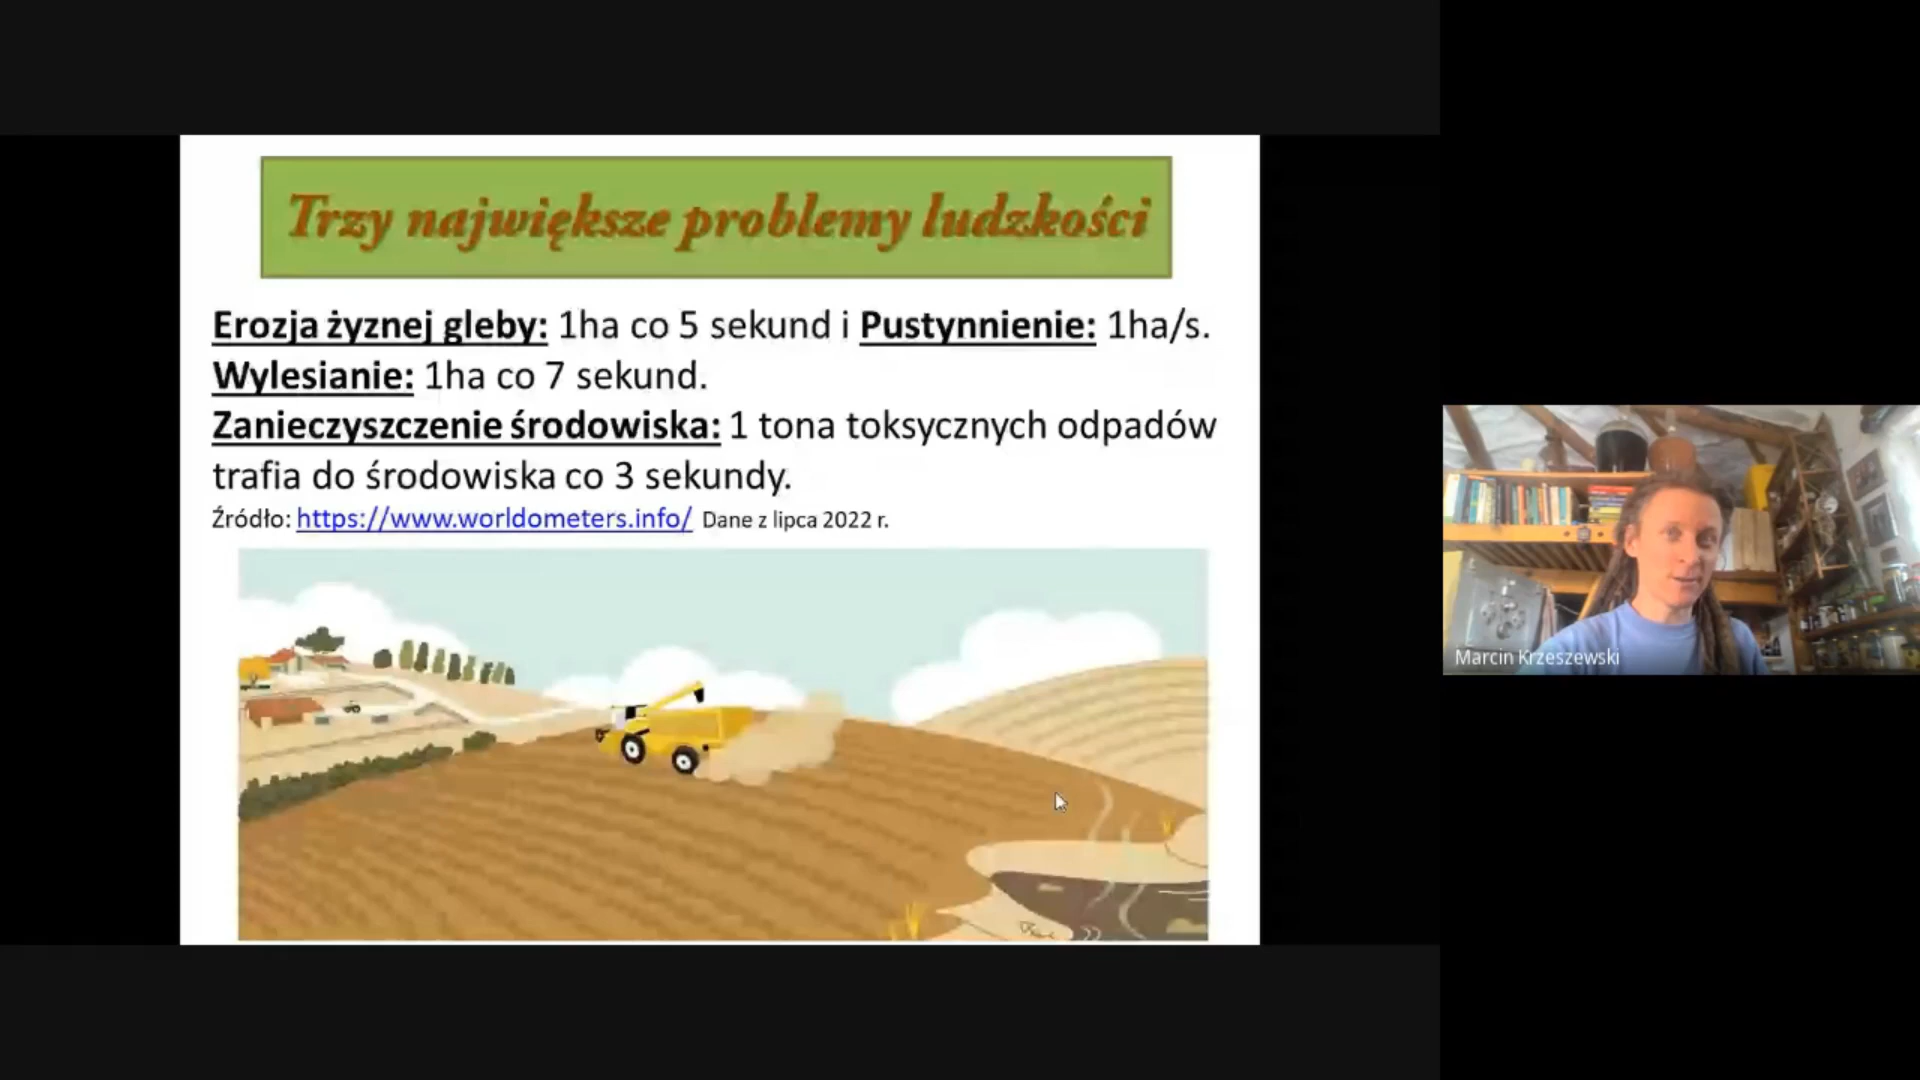 Trzy największe problemy ludzkości
Erozja żyznej gleby: 1ha co 5 sekund i Pustynnienie: 1ha/s.
Wylesianie: 1ha co 7 sekund.
Zanieczyszczenie środowiska: 1 tona toksycznych odpadów
trafia do środowiska co 3 sekundy.
Źródło: https://www.worldometers.info/ Dane z lipca 2022 r.
Marcin Krzeszewski